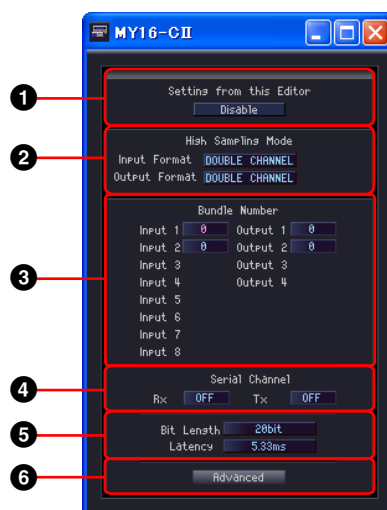 MY16-CII
1
Setting from this Editor
Disable
2
High Sampling Mode
Input Format DOUBLE CHANNEL
Output Format DOUBLE CHANNEL
3
Bundle Number
Input 1 0 Output 1 0
Input 2 0 Output 2 0
Input 3 Output 3
Input 4 Output 4
Input 5
Input 6
Input 7
Input 8
4
Serial Channel
Rx OFF Tx OFF
5
Bit Length 20bit
Latency 5.33ms
6
Advanced